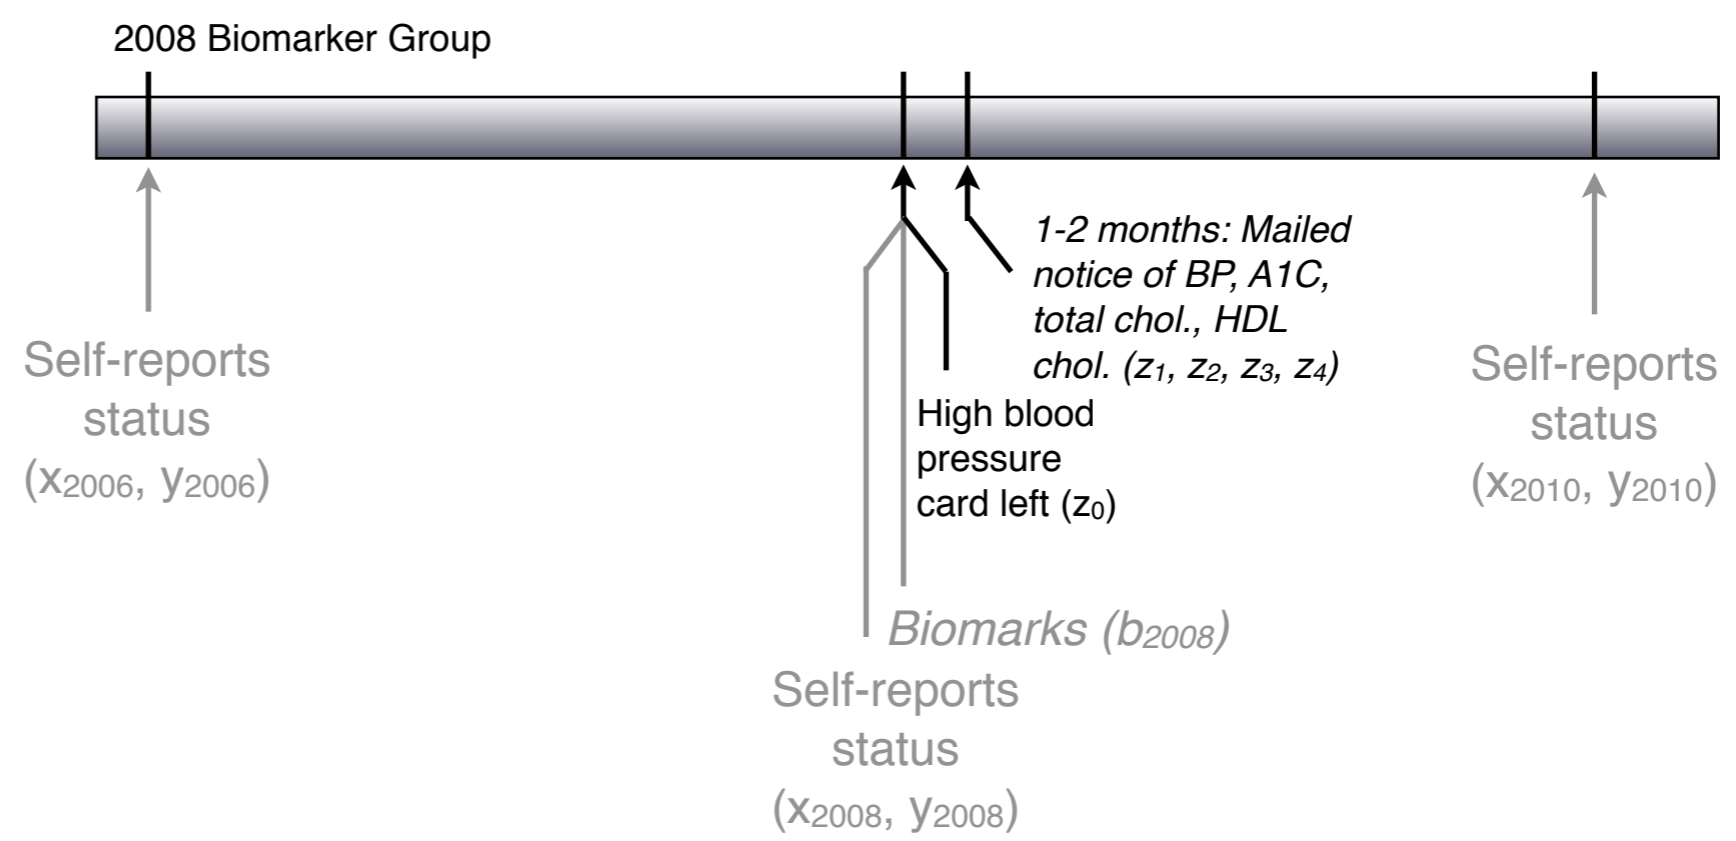 2008 Biomarker Group
Self-reports
status
(x2006, y2006)
1-2 months: Mailed
notice of BP, A1C,
total chol., HDL
chol. (z1, z2, z3, z4)
High blood
pressure
card left (z0)
Biomarks (b2008)
Self-reports
status
(x2008, y2008)
Self-reports
status
(x2010, y2010)